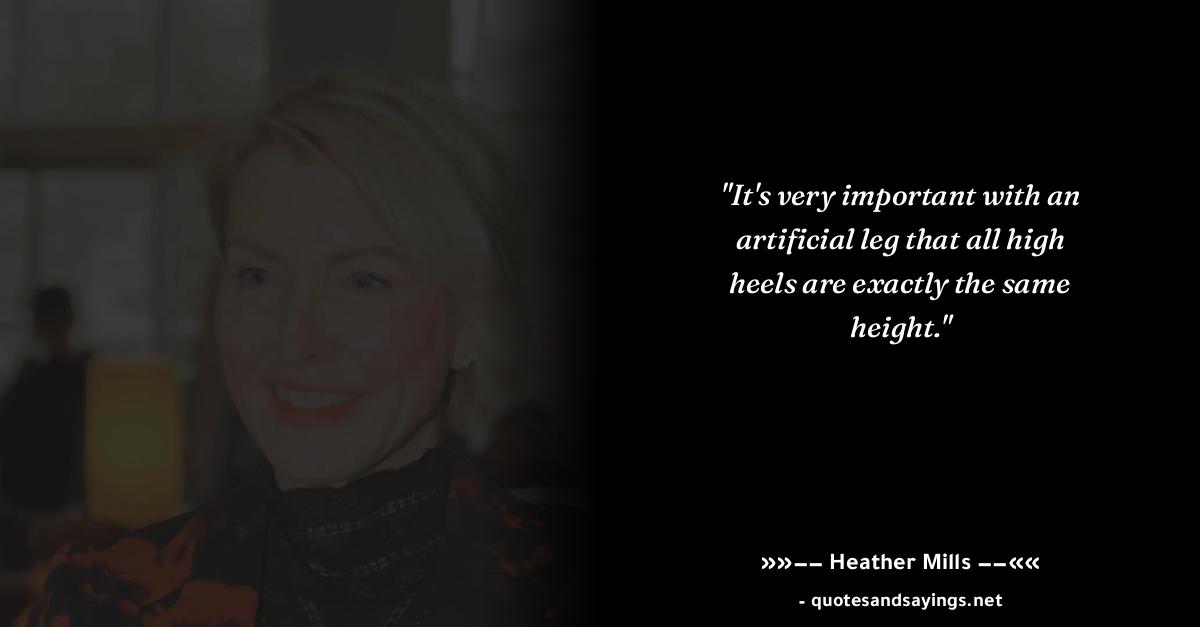 "It's very important with an
artificial leg that all high
heels are exactly the same
height."
»»−− Heather Mills −−««
- quotesandsayings.net